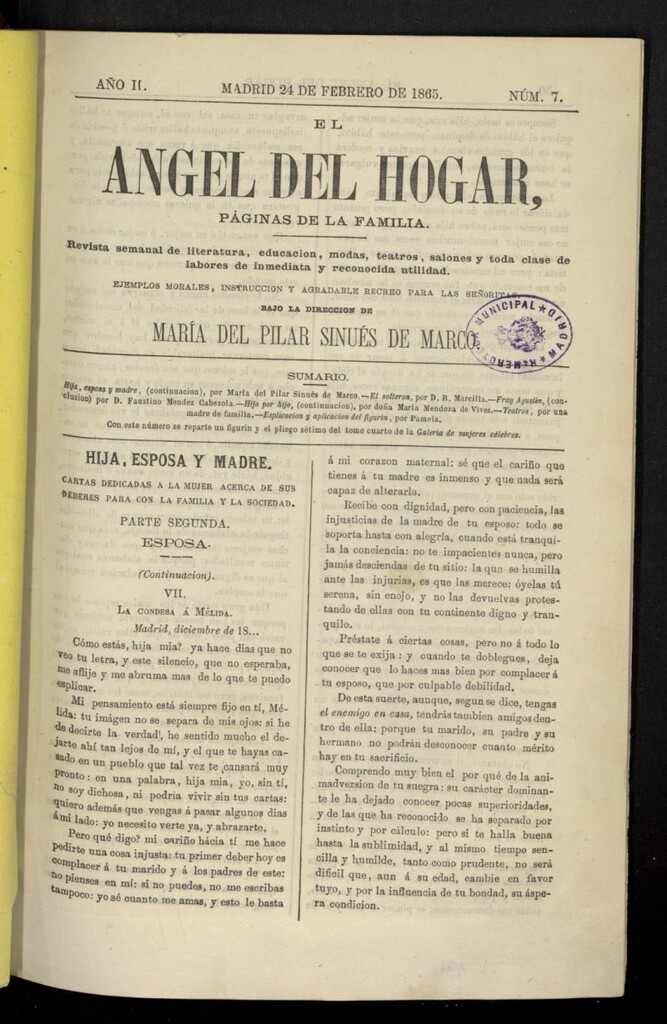 AÑO II.
MADRID 24 DE FEBRERO DE 1865.
NÚM. 7.
EL
ANGEL DEL HOGAR,
PÁGINAS DE LA FAMILIA.
Revista semanal de literatura, educacion, modas, teatros, salones y toda clase de
labores de inmediata y reconocida utilidad.
EJEMPLOS MORALES, INSTRUCCION Y AGRADABLE RECREO PARA LAS SEÑORITAS,
BAJO LA DIRECCION DE
MARÍA DEL PILAR SINUÉS DE MARCO
HEMEROTECA MUNICIPAL ★ MADRID ★
SUMARIO.
Hija, esposa y madre, (continuacion), por María del Pilar Sinués de Marco.—El solteron, por D. R. Marcilla.—Fray Agustin, (con-
clusion) por D. Faustino Mendez Cabezola.—Hijo por hijo, (continuacion), por doña Maria Mendoza de Vives.—Teatros, por una
madre de familia.—Esplicacion y aplicacion del figurin, por Pamela.
Con este número se reparte un figurin y el pliego sétimo del tomo cuarto de la Galeria de mujeres célebres.
HIJA, ESPOSA Y MADRE.
CARTAS DEDICADAS A LA MUJER ACERCA DE SUS
DEBERES PARA CON LA FAMILIA Y LA SOCIEDAD.
PARTE SEGUNDA.
ESPOSA.
(Continuacion).
VII.
LA CONDESA Á MÉLIDA.
Madrid, diciembre de 18...
Cómo estás, hija mia? ya hace dias que no
veo tu letra, y este silencio, que no esperaba,
me aflije y me abruma mas de lo que te puedo
esplicar.
Mi pensamiento está siempre fijo en tí, Mé-
lida: tu imágen no se separa de mis ojos: si he
de decirte la verdad, he sentido mucho el de-
jarte ahí tan lejos de mí, y el que te hayas ca-
sado en un pueblo que tal vez te cansará muy
pronto: en una palabra, hija mia, yo, sin tí,
no soy dichosa, ni podria vivir sin tus cartas:
quiero además que vengas á pasar algunos dias
á mi lado: yo necesito verte ya, y abrazarte.
Pero qué digo? mi cariño hácia tí me hace
pedirte una cosa injusta: tu primer deber hoy es
complacer á tu marido y á los padres de este:
no pienses en mí: si no puedes, no me escribas
tampoco: yo sé cuanto me amas, y esto le basta
á mi corazon maternal: sé que el cariño que
tienes á tu madre es inmenso y que nada será
capaz de alterarlo.
Recibe con dignidad, pero con paciencia, las
injusticias de la madre de tu esposo: todo se
soporta hasta con alegría, cuando está tranqui-
la la conciencia: no te impacientes nunca, pero
jamás desciendas de tu sitio: la que se humilla
ante las injurias, es que las merece: óyelas tú
serena, sin enojo, y no las devuelvas protes-
tando de ellas con tu continente digno y tran-
quilo.
Préstate á ciertas cosas, pero no á todo lo
que se te exija: y cuando te doblegues, deja
conocer que lo haces mas bien por complacer á
tu esposo, que por culpable debilidad.
De esta suerte, aunque, segun se dice, tengas
el enemigo en casa, tendrás tambien amigos den-
tro de ella: porque tu marido, su padre y su
hermano no podrán desconocer cuanto mérito
hay en tu sacrificio.
Comprendo muy bien el por qué de la ani-
madversion de tu suegra: su carácter dominan-
te le ha dejado conocer pocas superioridades,
y de las que ha reconocido se ha separado por
instinto y por cálculo: pero si te halla buena
hasta la sublimidad, y al mismo tiempo sen-
cilla y humilde, tanto como prudente, no será
dificil que, aun á su edad, cambie en favor
tuyo, y por la influencia de tu bondad, su áspe-
ra condicion.